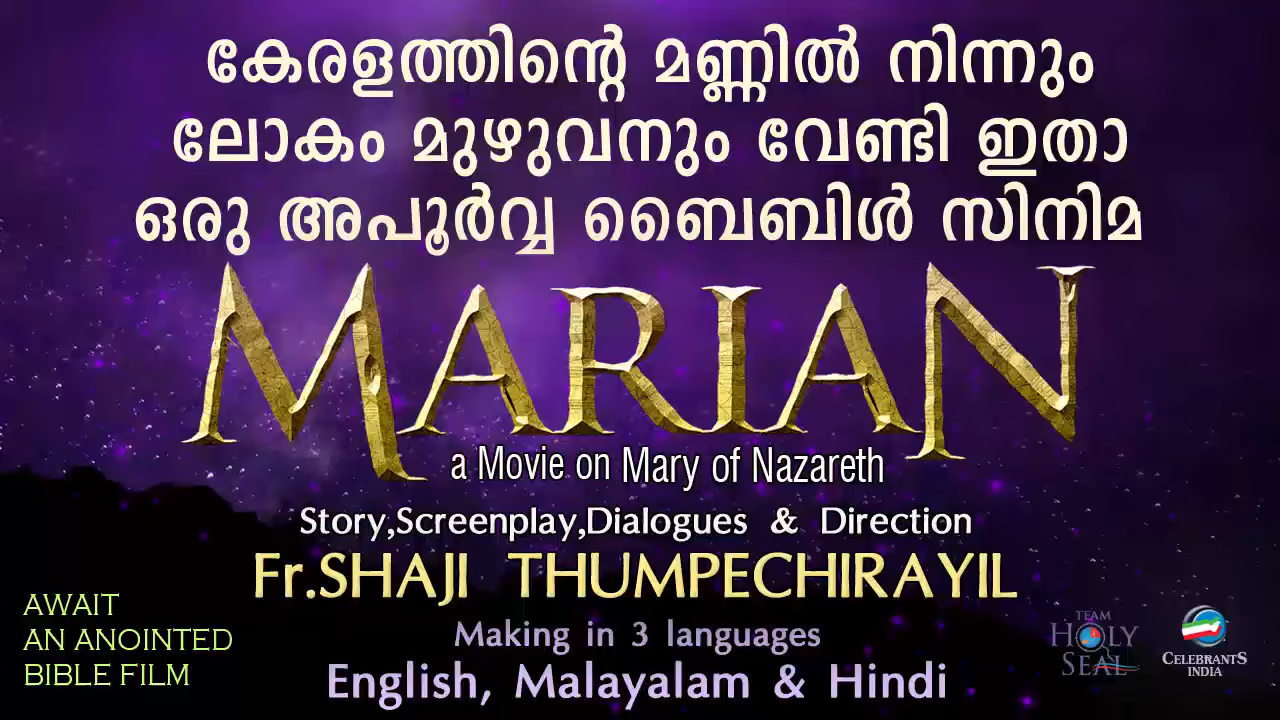 കേരളത്തിന്റെ മണ്ണിൽ നിന്നും
ലോകം മുഴുവനും വേണ്ടി ഇതാ
ഒരു അപൂർവ്വ ബൈബിൾ സിനിമ
MARIAN
a Movie on Mary of Nazareth
Story,Screenplay,Dialogues & Direction
Fr.SHAJI THUMPECHIRAYIL
Making in 3 languages
English, Malayalam & Hindi
AWAIT
AN ANOINTED
BIBLE FILM
TEAM
HOLY
SEAL
CELEBRANTS
INDIA